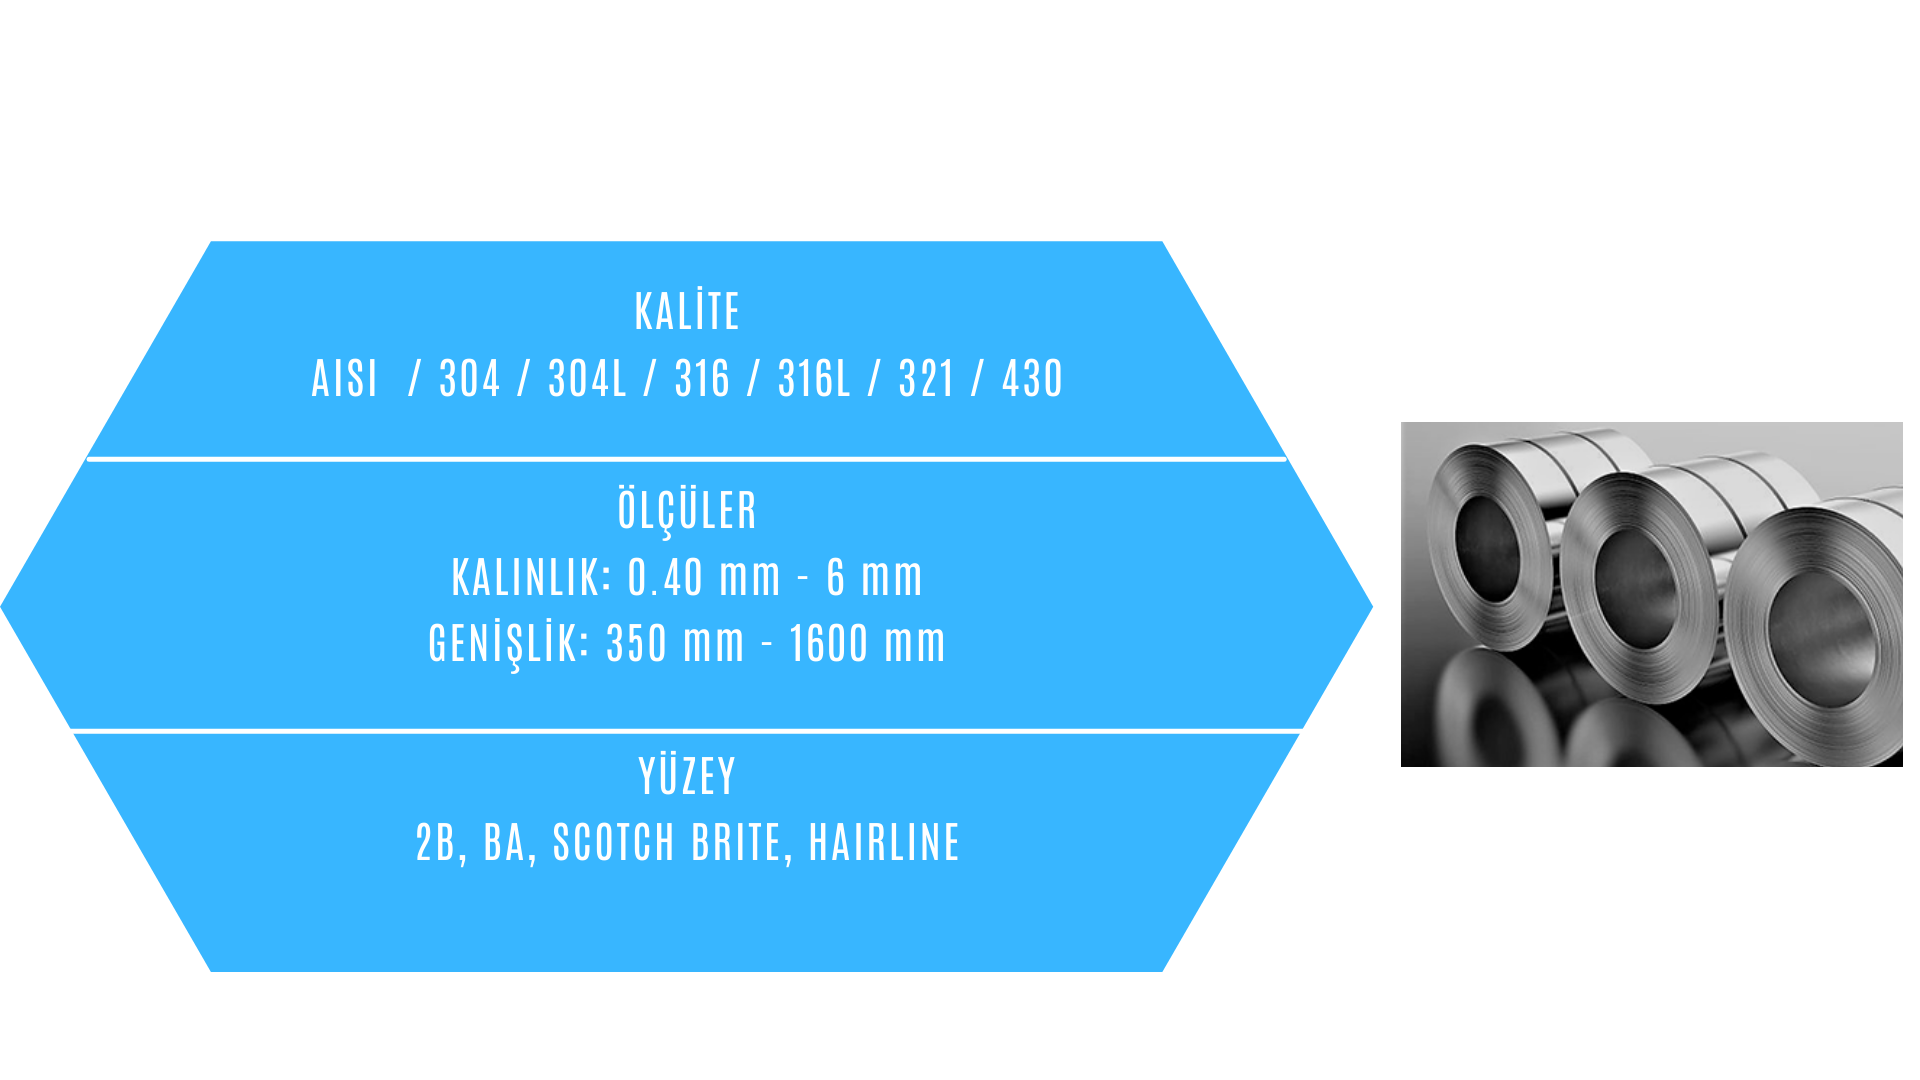 KALİTE
AISI / 304 / 304L / 316 / 316L / 321 / 430
ÖLÇÜLER
KALINLIK: 0.40 mm - 6 mm
GENİŞLİK: 350 mm - 1600 mm
YÜZEY
2B, BA, SCOTCH BRITE, HAIRLINE